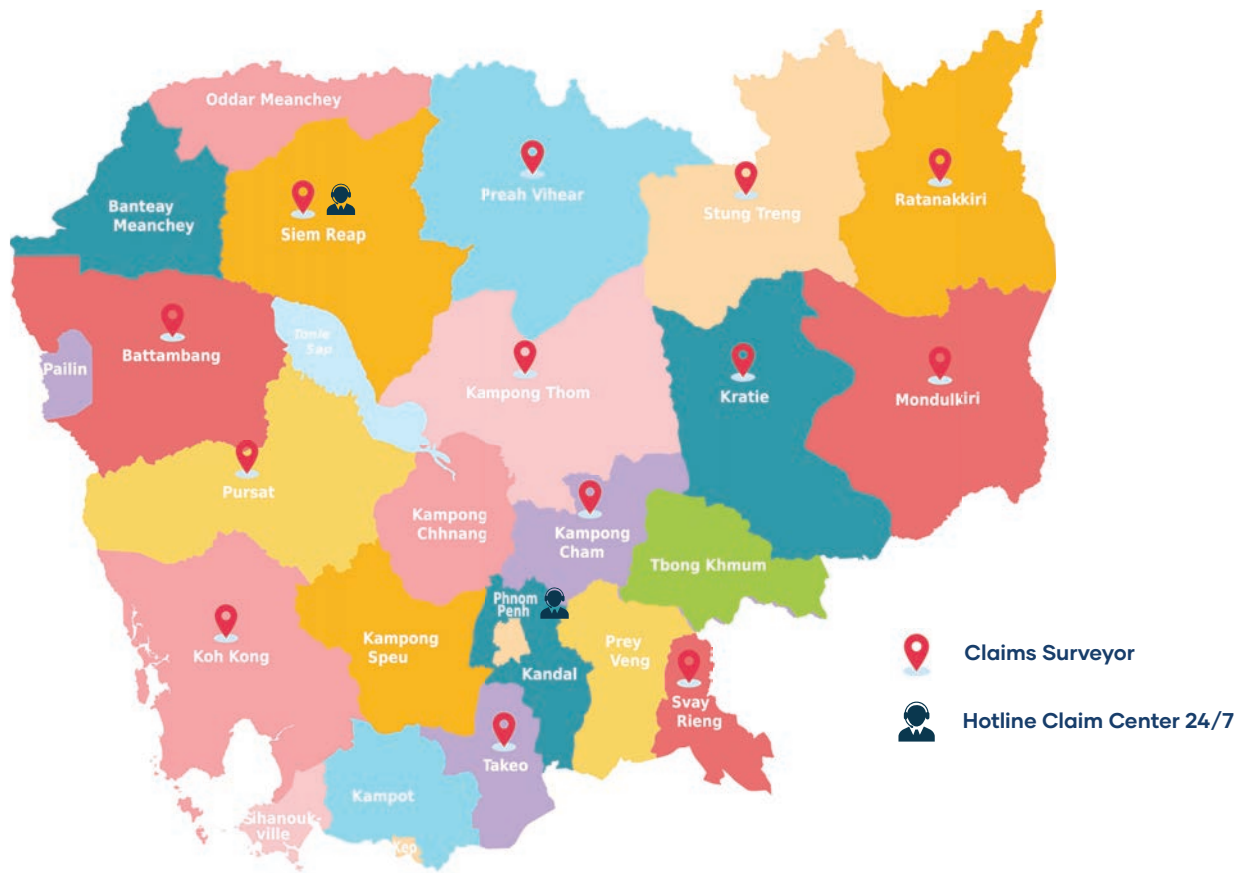 Oddar Meanchey
Banteay
Meanchey
Siem Reap
Preah Vihear
Stung Treng
Ratanakkiri
Battambang
Tonle
Sap
Pailin
Kampong Thom
Kratie
Mondulkiri
Pursat
Kampong
Chhnang
Kampong
Cham
Tbong Khmum
Phnom
Penh
Kampong
Speu
Prey
Veng
Koh Kong
Kandal
Svay
Rieng
Takeo
Kampot
Sihanouk-
ville
Kep
Claims Surveyor
Hotline Claim Center 24/7